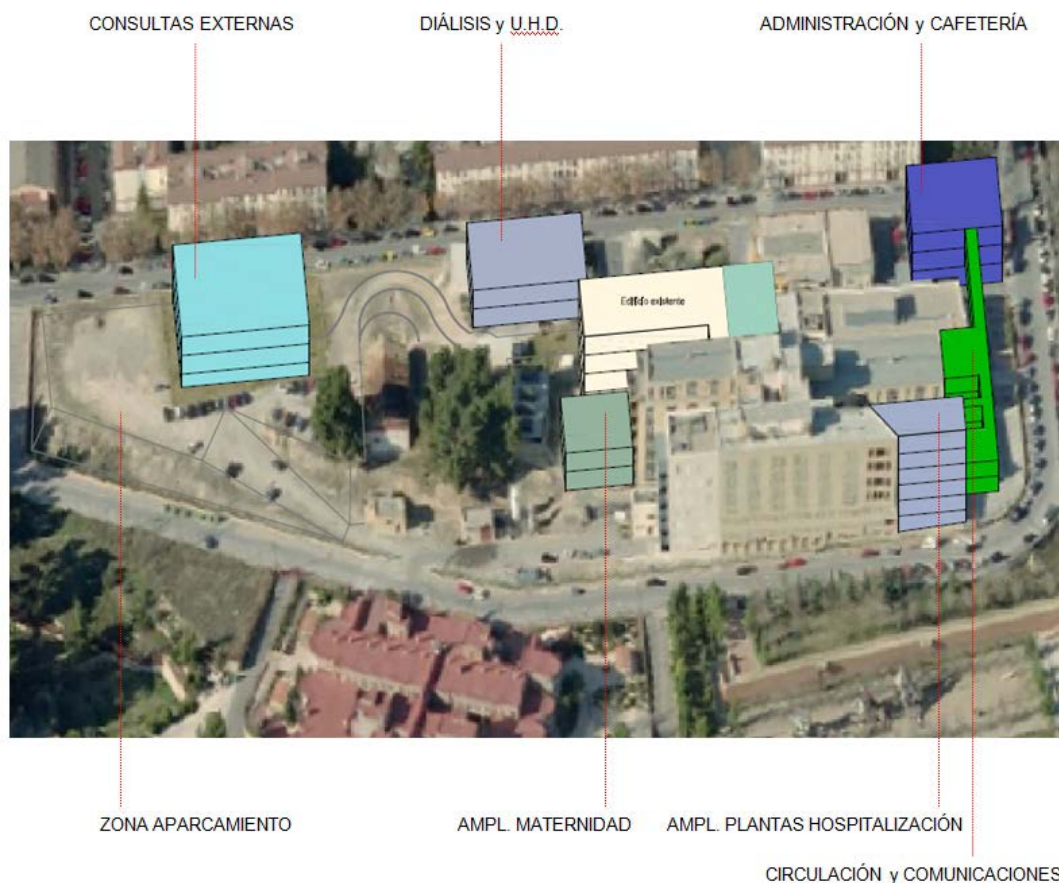 CONSULTAS EXTERNAS
DIÁLISIS y U.H.D.
ADMINISTRACIÓN y CAFETERÍA
Edificio existente
ZONA APARCAMIENTO
AMPL. MATERNIDAD
AMPL. PLANTAS HOSPITALIZACIÓN
CIRCULACIÓN y COMUNICACIONES